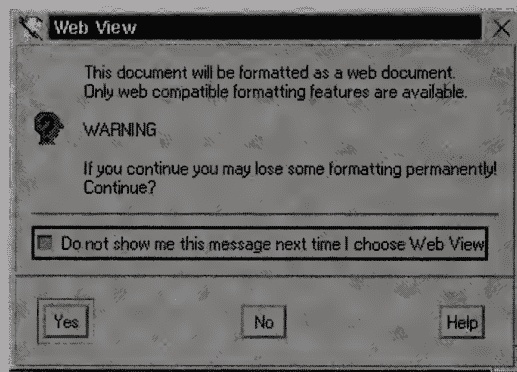 Web View
This document will be formatted as a web document.
Only web compatible formatting features are available.
WARNING
If you continue you may lose some formatting permanently!
Continue?
Do not show me this message next time I choose Web View
Yes
No
Help